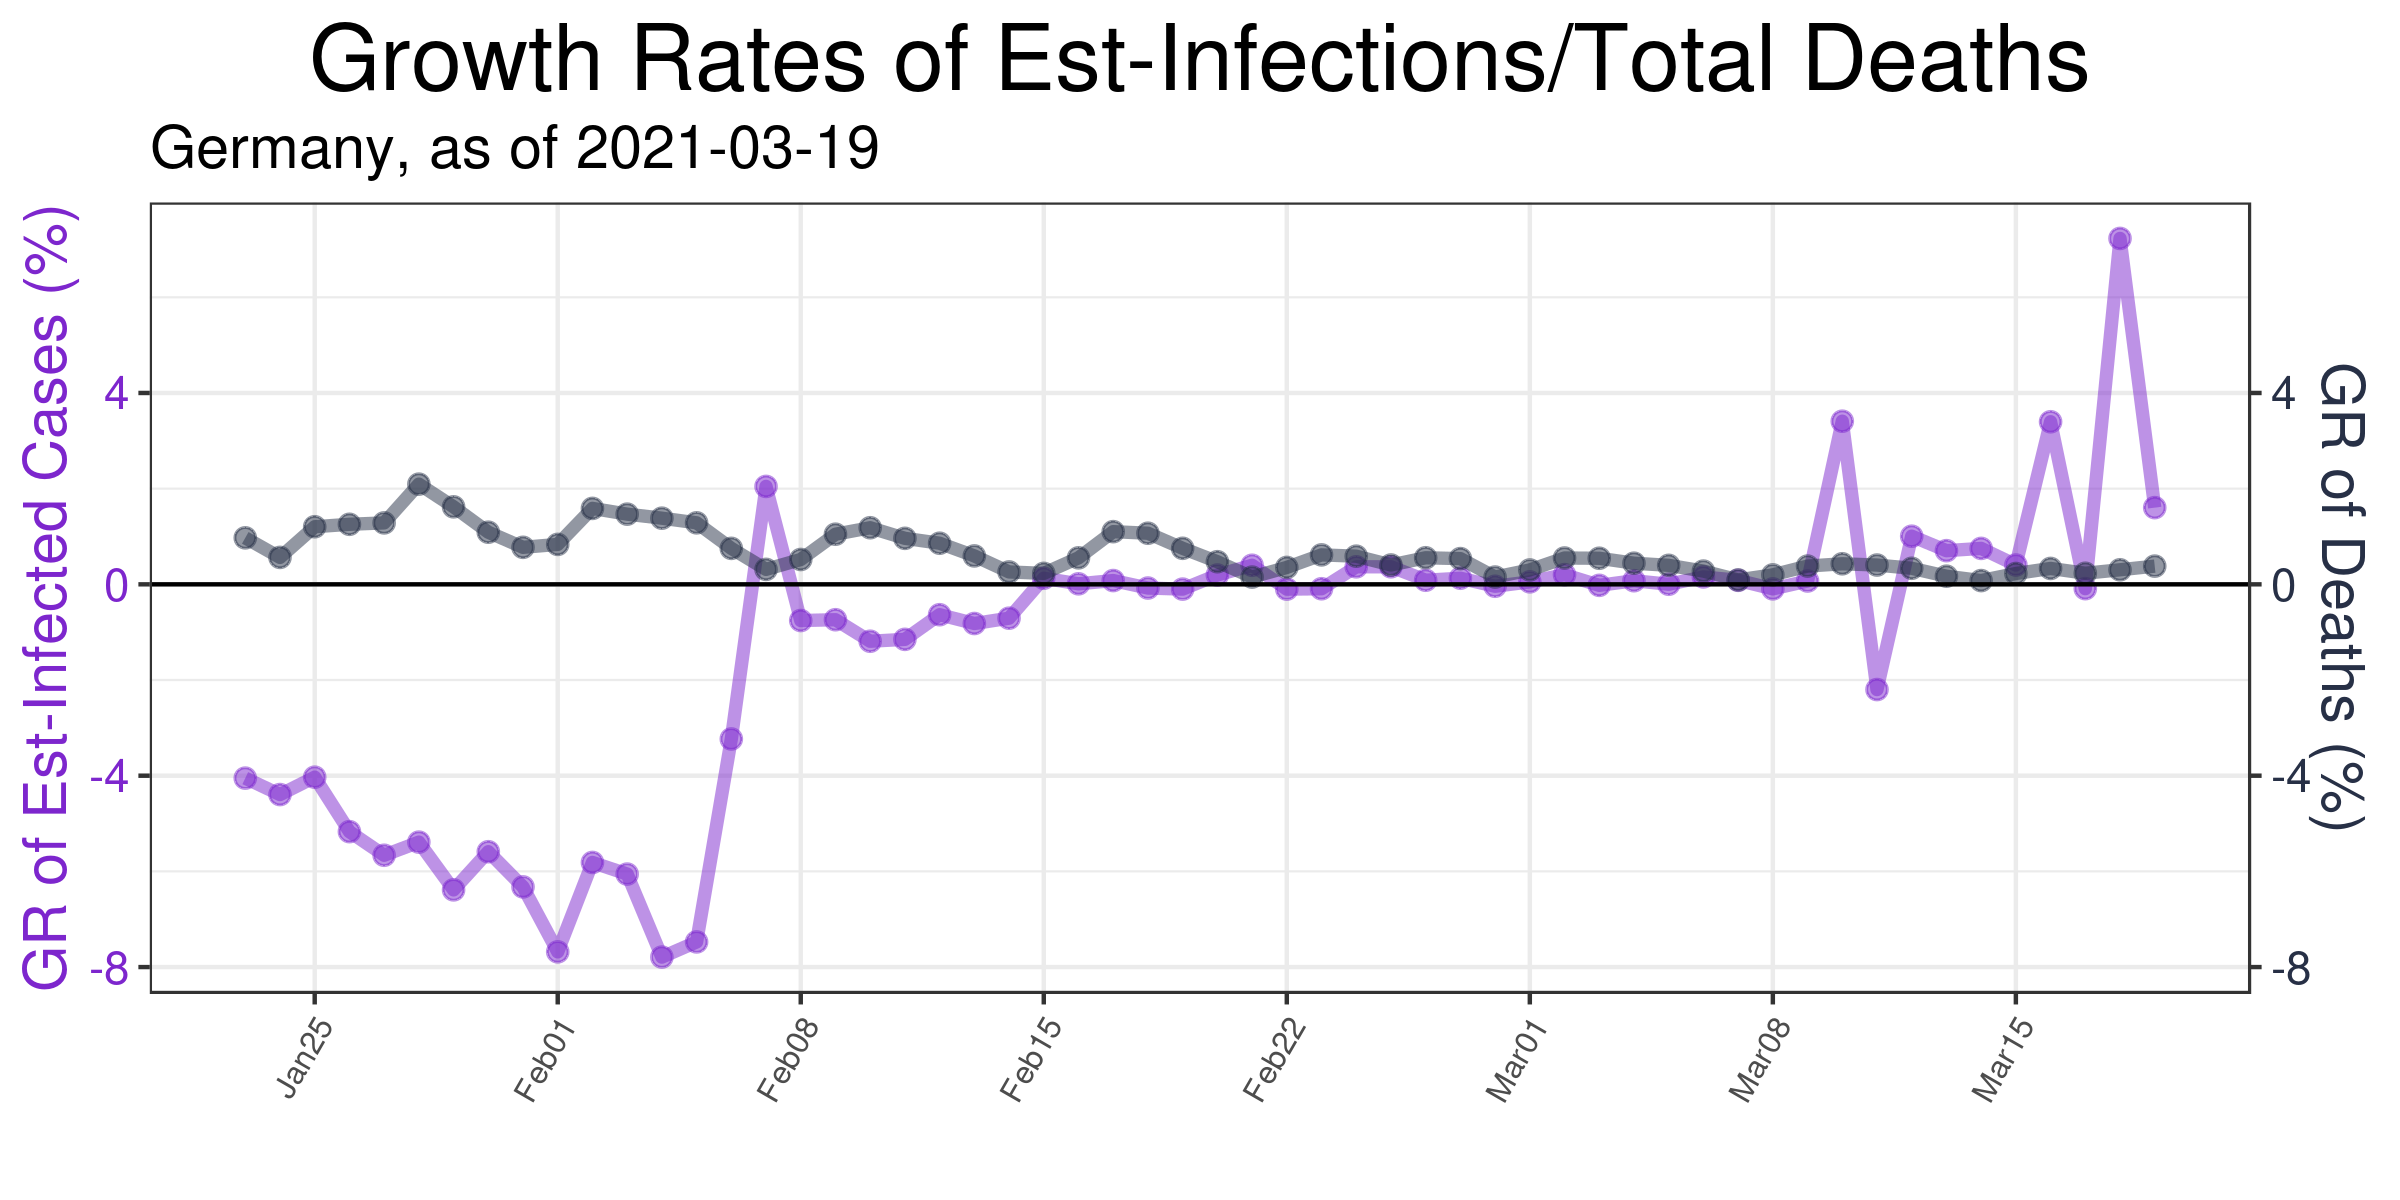 Growth Rates of Est-Infections/Total Deaths
Germany, as of 2021-03-19
GR of Est-Infected Cases (%)
4
0
-4
-8
4
0
-4
-8
GR of Deaths (%)
Jan25
Feb01
Feb08
Feb15
Feb22
Mar01
Mar08
Mar15